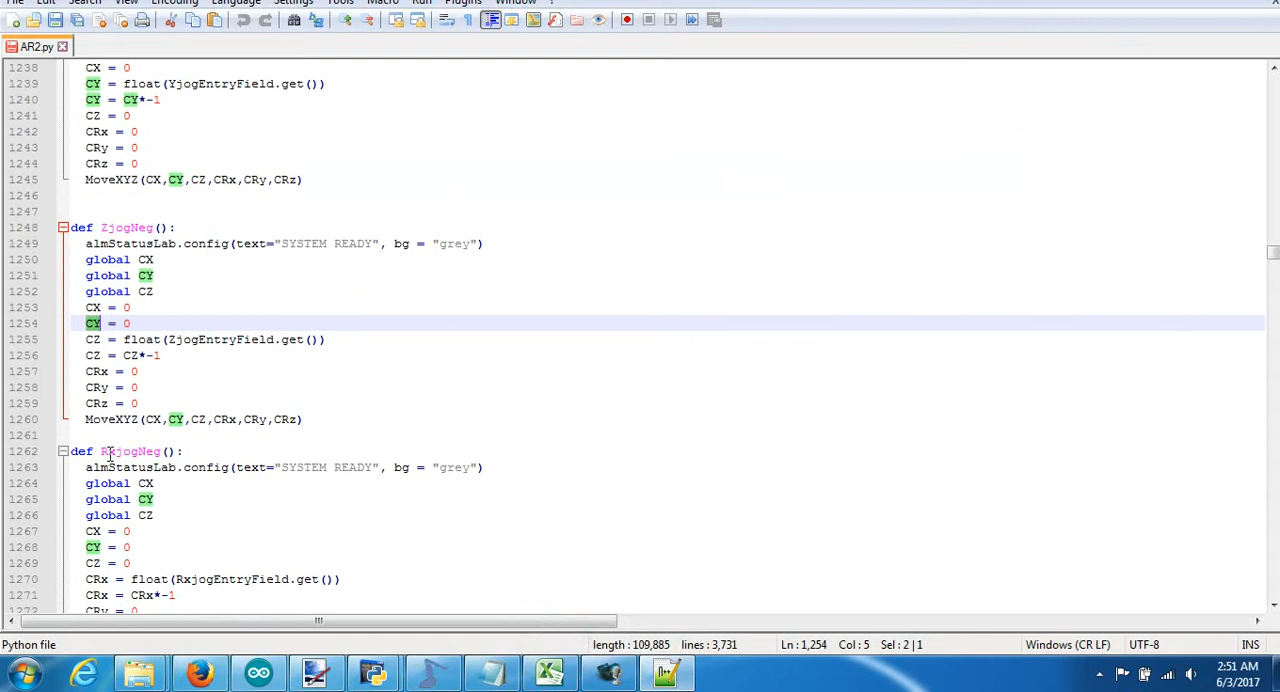 File Edit Search View Encoding Language Settings Tools Macro Run Plugins Window ?
AR2.py
1238 CX = 0
1239 CY = float(YjogEntryField.get())
1240 CY = CY*-1
1241 CZ = 0
1242 CRx = 0
1243 CRy = 0
1244 CRz = 0
1245 MoveXYZ(CX,CY,CZ,CRx,CRy,CRz)
1246
1247
1248 def ZjogNeg():
1249 almStatusLab.config(text="SYSTEM READY", bg = "grey")
1250 global CX
1251 global CY
1252 global CZ
1253 CX = 0
1254 CY = 0
1255 CZ = float(ZjogEntryField.get())
1256 CZ = CZ*-1
1257 CRx = 0
1258 CRy = 0
1259 CRz = 0
1260 MoveXYZ(CX,CY,CZ,CRx,CRy,CRz)
1261
1262 def RxjogNeg():
1263 almStatusLab.config(text="SYSTEM READY", bg = "grey")
1264 global CX
1265 global CY
1266 global CZ
1267 CX = 0
1268 CY = 0
1269 CZ = 0
1270 CRx = float(RxjogEntryField.get())
1271 CRx = CRx*-1
1272 CRy = 0
Python file length : 109,885 lines : 3,731 Ln : 1,254 Col : 5 Sel : 2 | 1 Windows (CR LF) UTF-8 INS
2:51 AM
6/3/2017